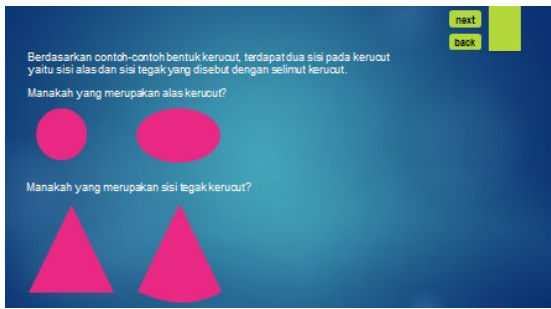 next
back
Berdasarkan contoh-contoh bentuk kerucut, terdapat dua sisi pada kerucut
yaitu sisi alas dan sisi tegak yang disebut dengan selimut kerucut.
Manakah yang merupakan alas kerucut?
Manakah yang merupakan sisi tegak kerucut?